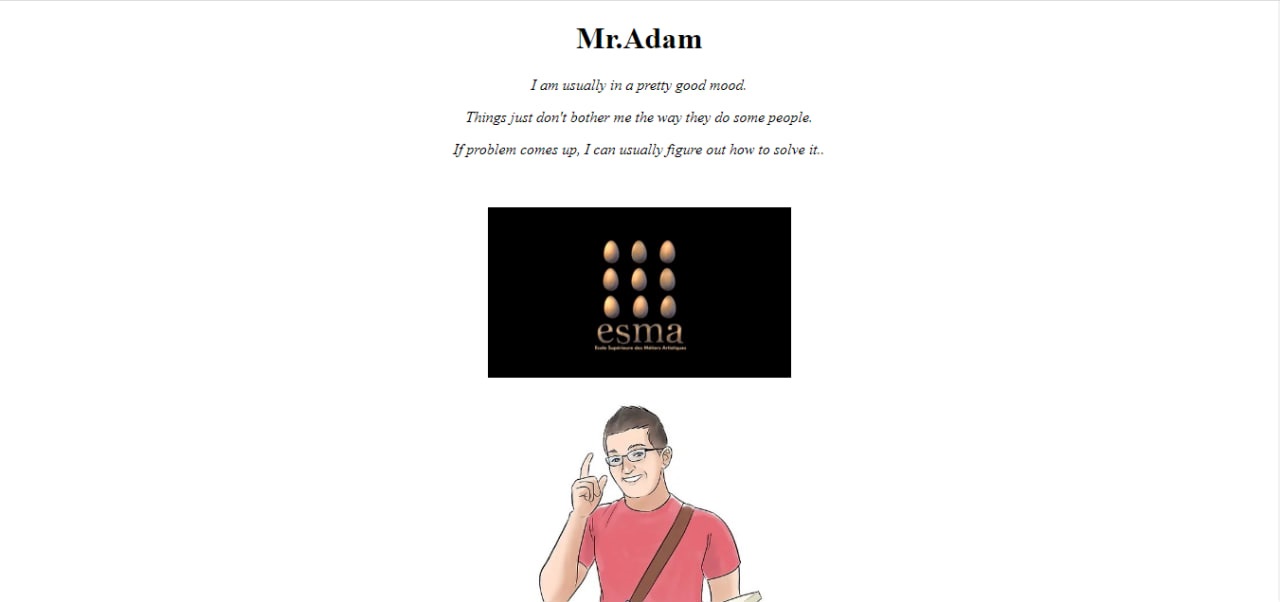 Mr.Adam
I am usually in a pretty good mood.
Things just don't bother me the way they do some people.
If problem comes up, I can usually figure out how to solve it..
esma
Ecole Supérieure des Métiers Artistiques